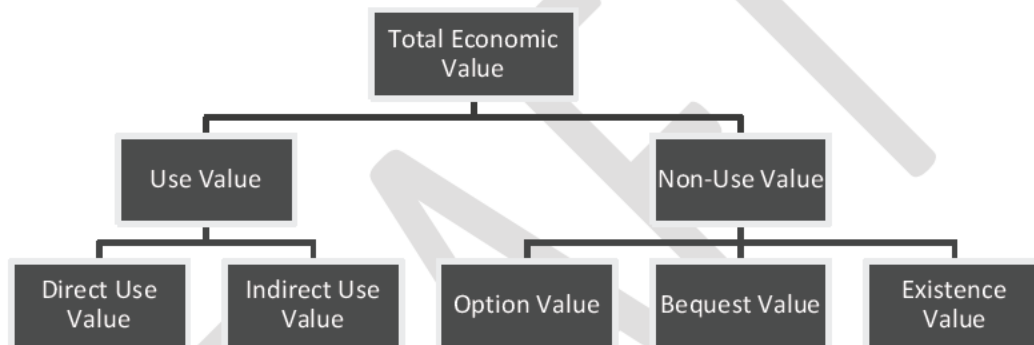 Total Economic
Value
Use Value
Non-Use Value
Direct Use
Value
Indirect Use
Value
Option Value
Bequest Value
Existence
Value